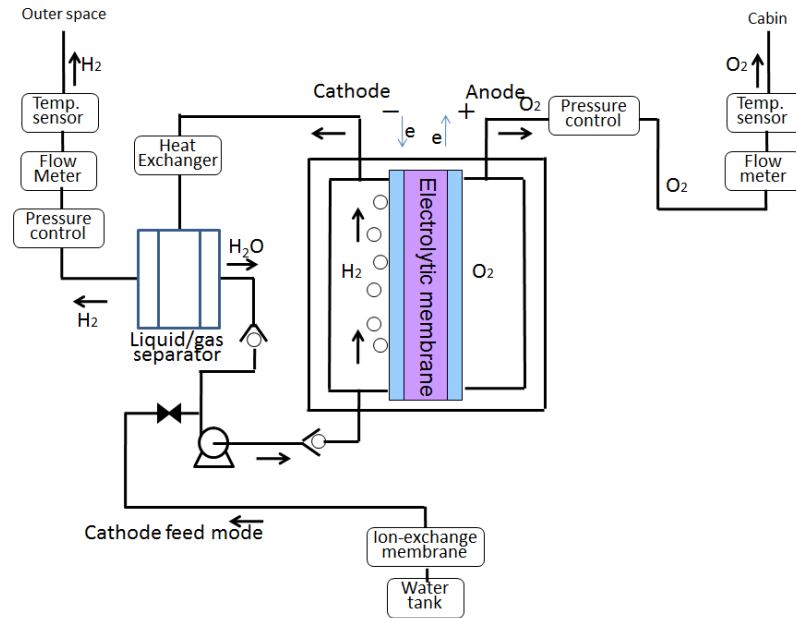 Outer space
H2
Temp.
sensor
Flow
Meter
Pressure
control
H2
Heat
Exchanger
H2O
Liquid/gas
separator
Cathode
−
e
Anode
+
e
O2
Pressure
control
O2
Cabin
O2
Temp.
sensor
Flow
meter
H2
Electrolytic membrane
O2
Cathode feed mode
Ion-exchange
membrane
Water
tank